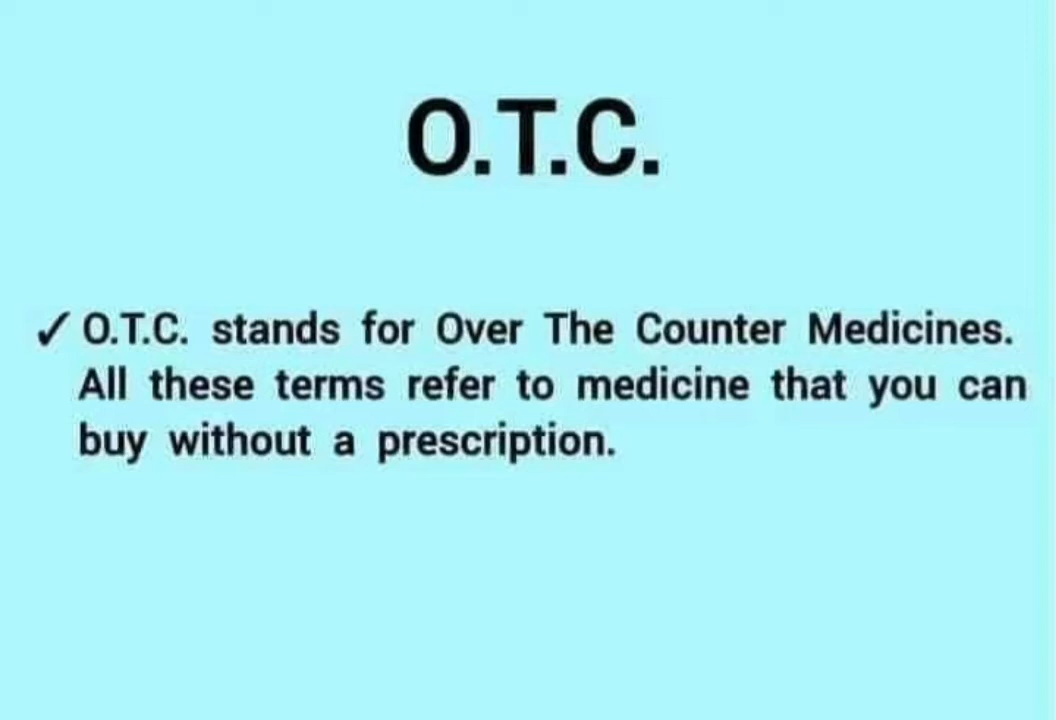 O.T.C.
✓ O.T.C. stands for Over The Counter Medicines.
All these terms refer to medicine that you can
buy without a prescription.